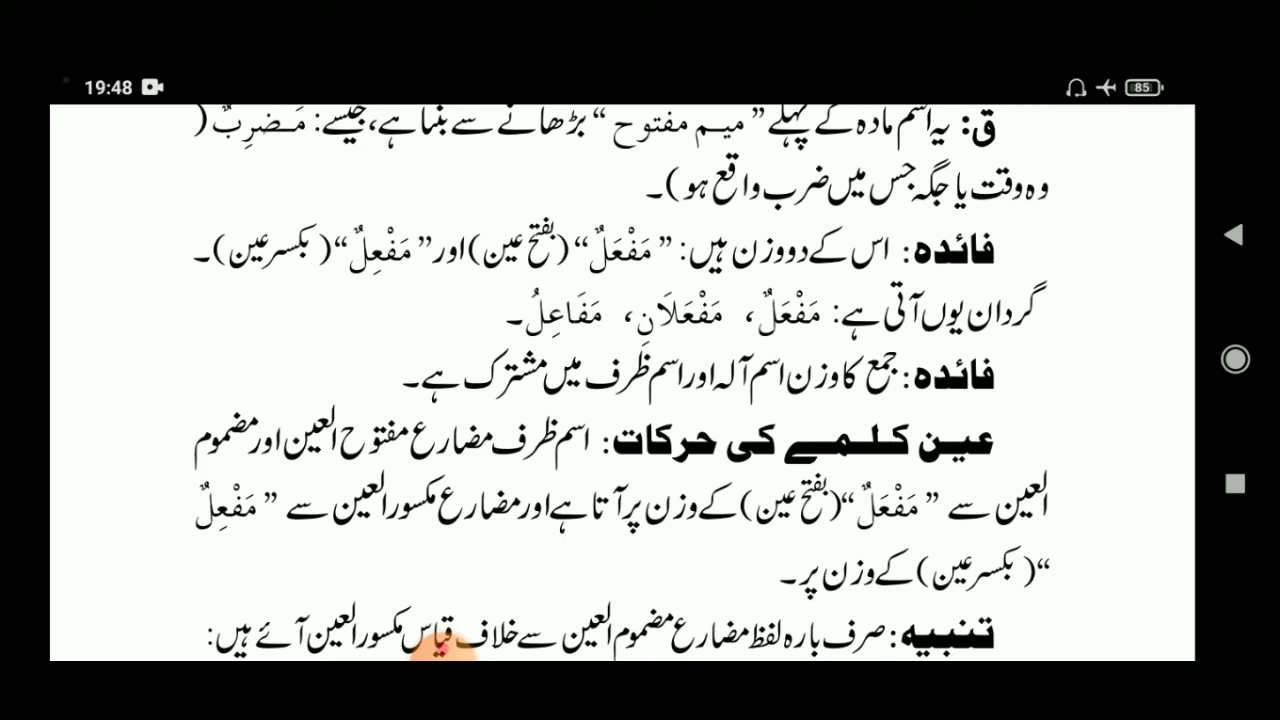 19:48
85
ق: یہ اسم مادہ کے پہلے ”میم مفتوح“ بڑھانے سے بنتا ہے، جیسے: مَضرِبٌ (
وہ وقت یا جگہ جس میں ضرب واقع ہو)۔
فائدہ: اس کے دو وزن ہیں: ”مَفْعَلٌ“ (بفتح عین) اور ”مَفْعِلٌ“ (بکسر عین)۔
گردان یوں آتی ہے: مَفْعَلٌ، مَفْعَلَانِ، مَفَاعِلُ۔
فائدہ: جمع کا وزن اسم آلہ اور اسم ظرف میں مشترک ہے۔
عین کلمے کی حرکات: اسم ظرف مضارع مفتوح العین اور مضموم
العین سے ”مَفْعَلٌ“ (بفتح عین) کے وزن پر آتا ہے اور مضارع مکسور العین سے ”مَفْعِلٌ
“ (بکسر عین) کے وزن پر۔
تنبیہ: صرف بارہ لفظ مضارع مضموم العین سے خلاف قیاس مکسور العین آئے ہیں: